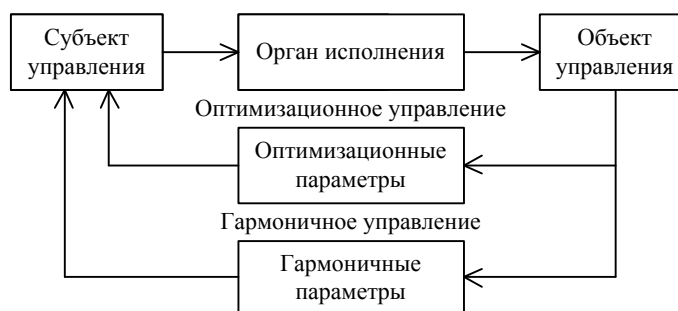 Субъект
управления
Орган исполнения
Объект
управления
Оптимизационное управление
Оптимизационные
параметры
Гармоничное управление
Гармоничные
параметры